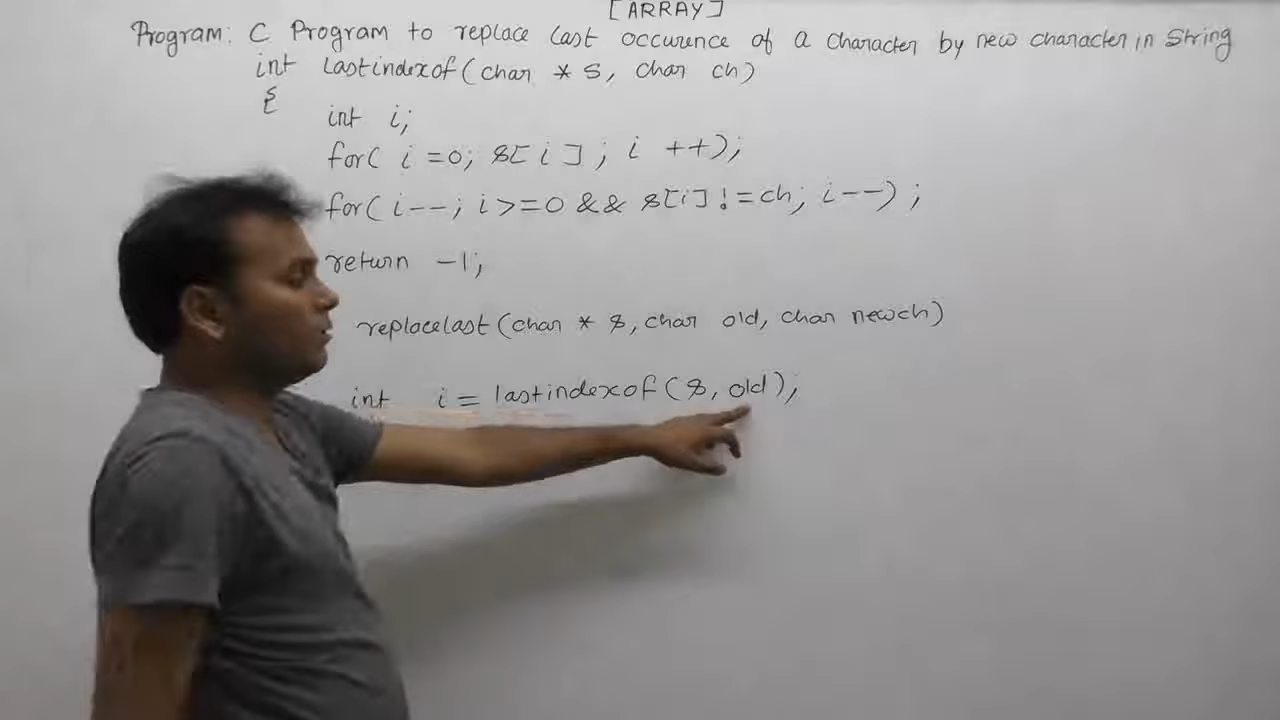 [ARRAY]
Program: C Program to replace last occurence of a character by new character in String
int lastindexof(char * s, char ch)
{
int i;
for( i =0; s[i] ; i ++);
for( i--; i >=0 && s[i] != ch; i--) ;
return -1;
replacelast(char * s, char old, char newch)
int i = lastindexof(s, old);